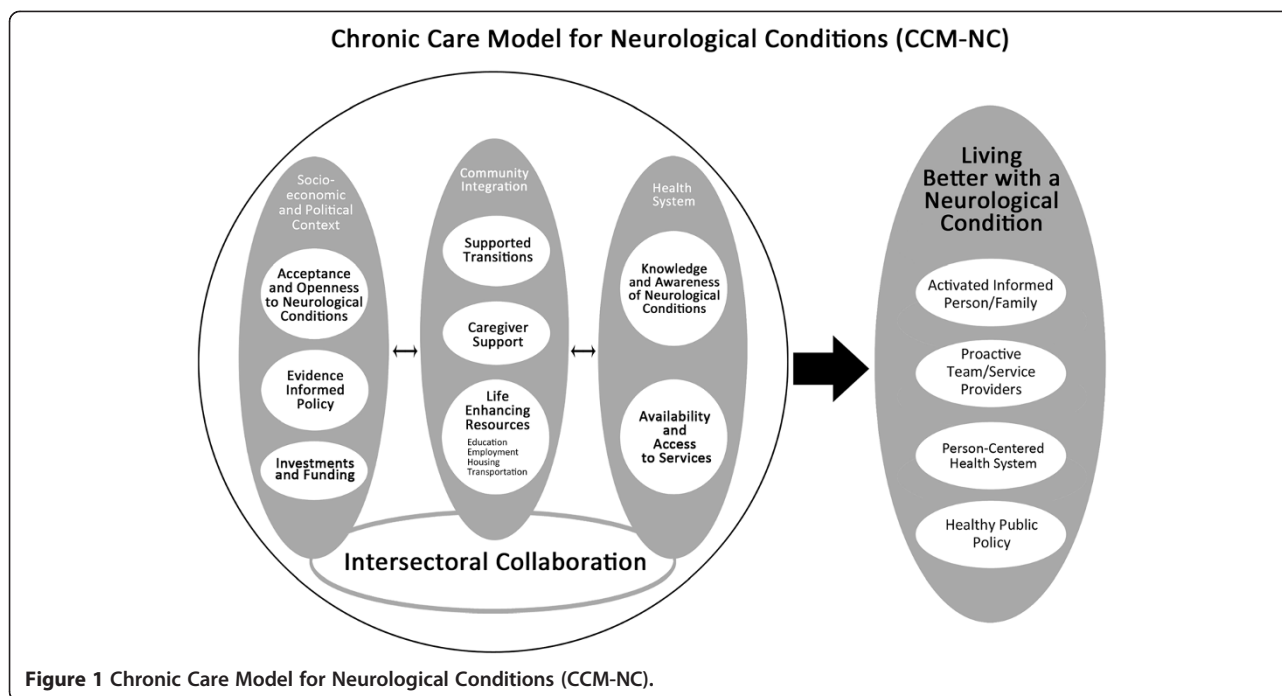 Chronic Care Model for Neurological Conditions (CCM-NC)
Socio-
economic
and Political
Context
Acceptance
and Openness
to Neurological
Conditions
Evidence
Informed
Policy
Investments
and Funding
Community
Integration
Supported
Transitions
Caregiver
Support
Life
Enhancing
Resources
Education
Employment
Housing
Transportation
Health
System
Knowledge
and Awareness
of Neurological
Conditions
Availability
and
Access
to Services
Intersectoral Collaboration
Living
Better with a
Neurological
Condition
Activated Informed
Person/Family
Proactive
Team/Service
Providers
Person-Centered
Health System
Healthy Public
Policy
Figure 1 Chronic Care Model for Neurological Conditions (CCM-NC).